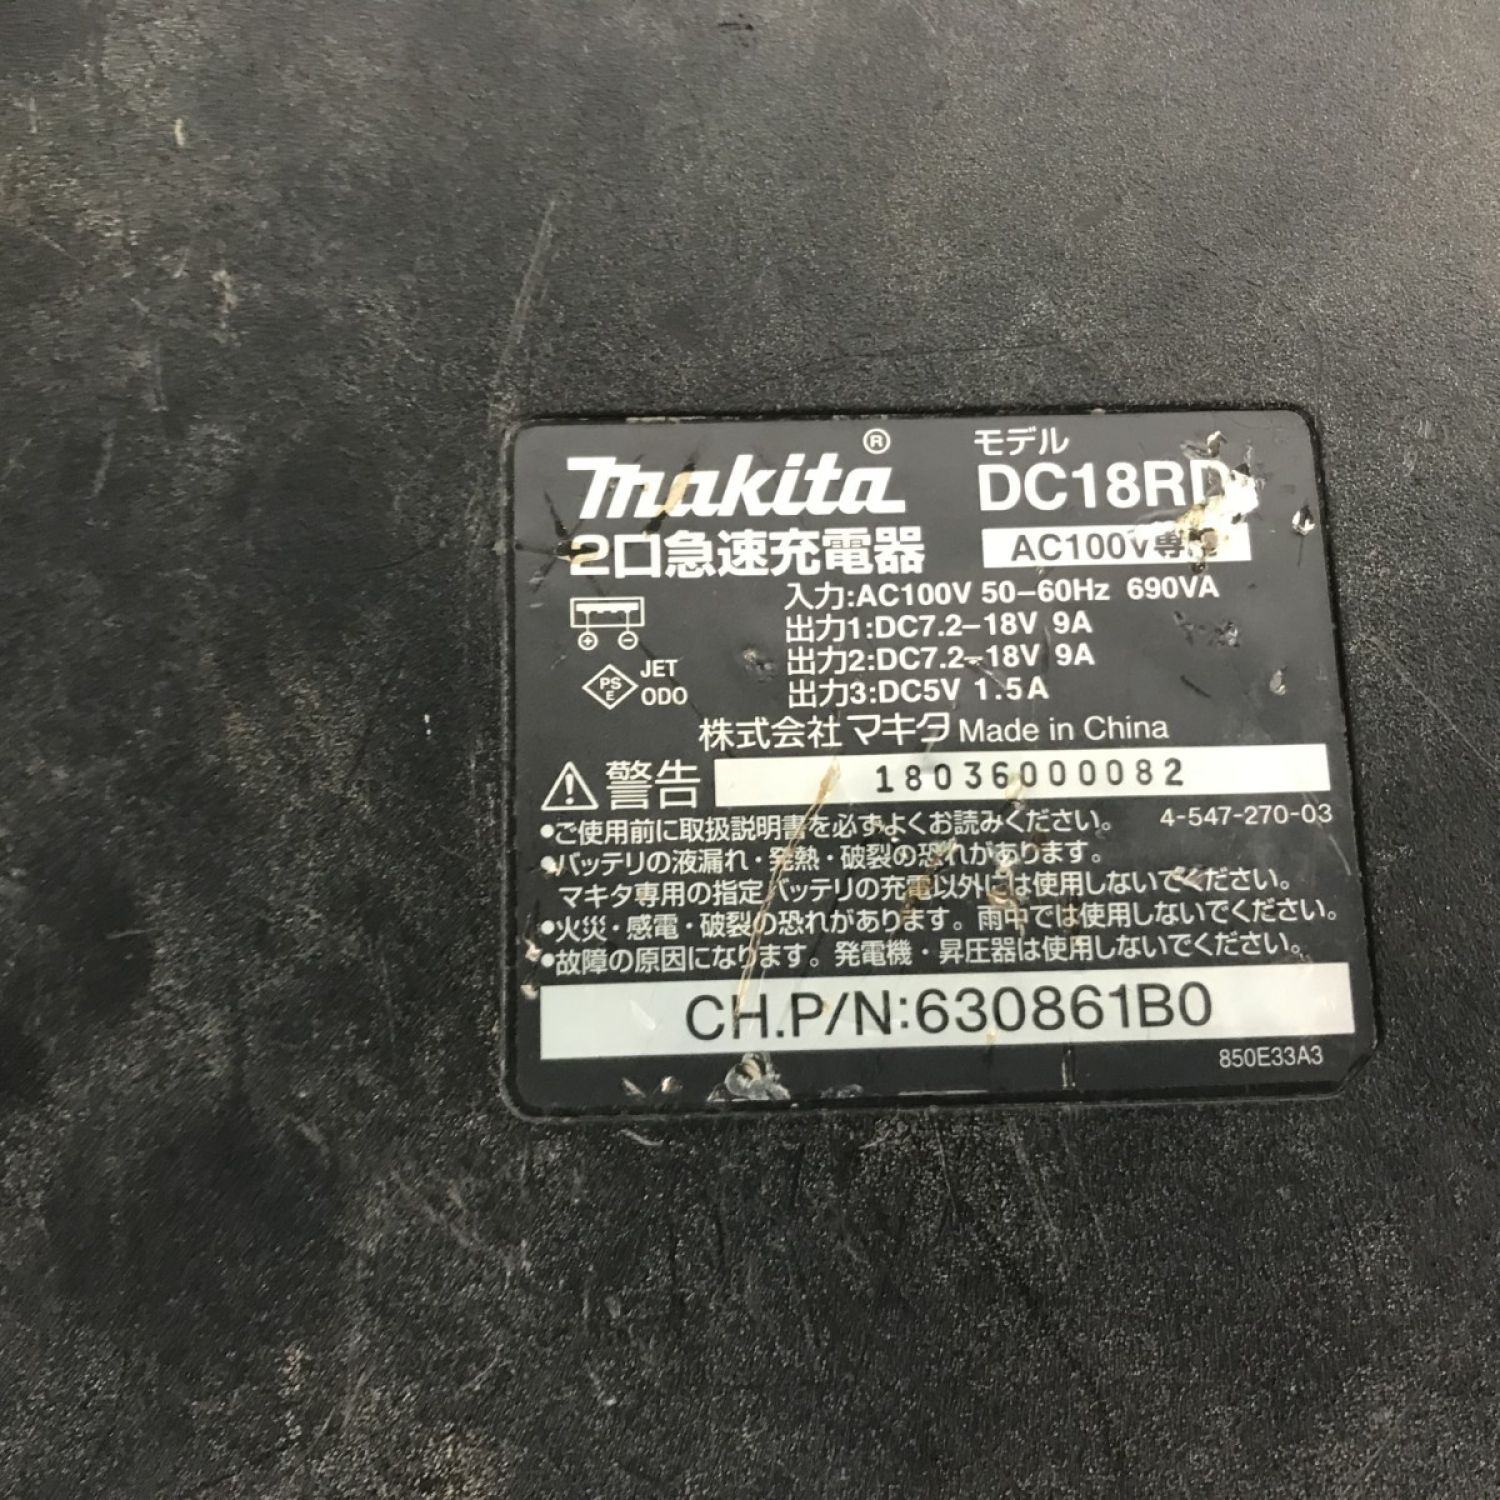 makita®
モデル
DC18RD
2口急速充電器
AC100V専用
入力:AC100V 50–60Hz 690VA
出力1:DC7.2–18V 9A
出力2:DC7.2–18V 9A
出力3:DC5V 1.5A
PS
E
JET
ODO
株式会社 マキタ Made in China
警告
18036000082
•ご使用前に取扱説明書を必ずよくお読みください。
4-547-270-03
•バッテリの液漏れ・発熱・破裂の恐れがあります。
マキタ専用の指定バッテリの充電以外には使用しないでください。
•火災・感電・破裂の恐れがあります。雨中では使用しないでください。
•故障の原因になります。発電機・昇圧器は使用しないでください。
CH.P/N:630861B0
850E33A3